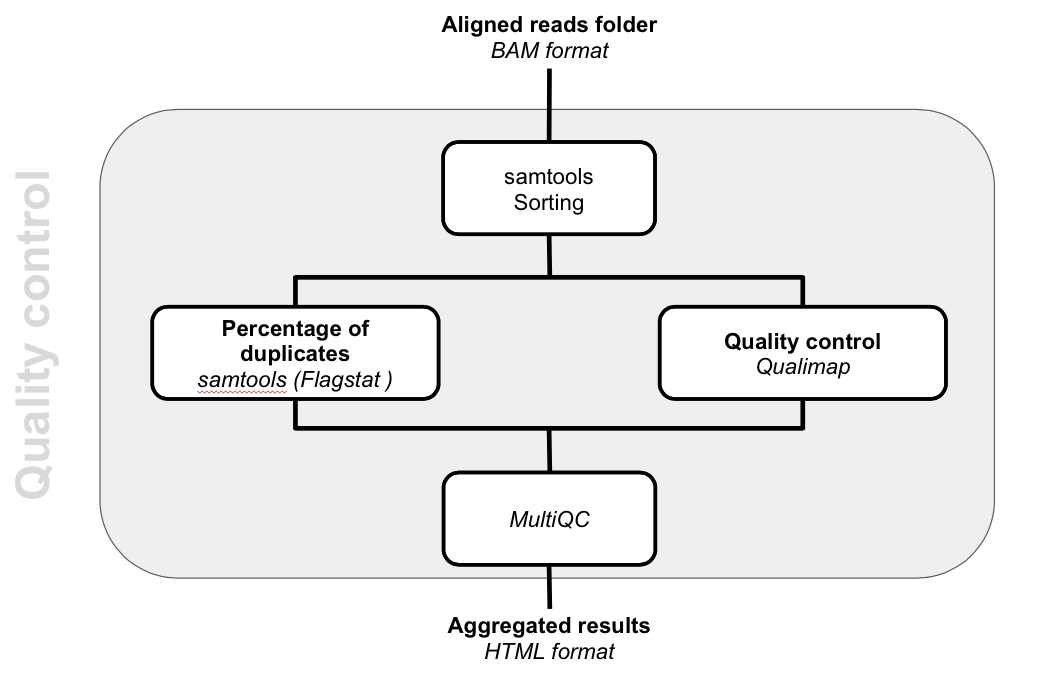 Quality control
Aligned reads folder
BAM format
samtools
Sorting
Percentage of
duplicates
samtools (Flagstat )
Quality control
Qualimap
MultiQC
Aggregated results
HTML format